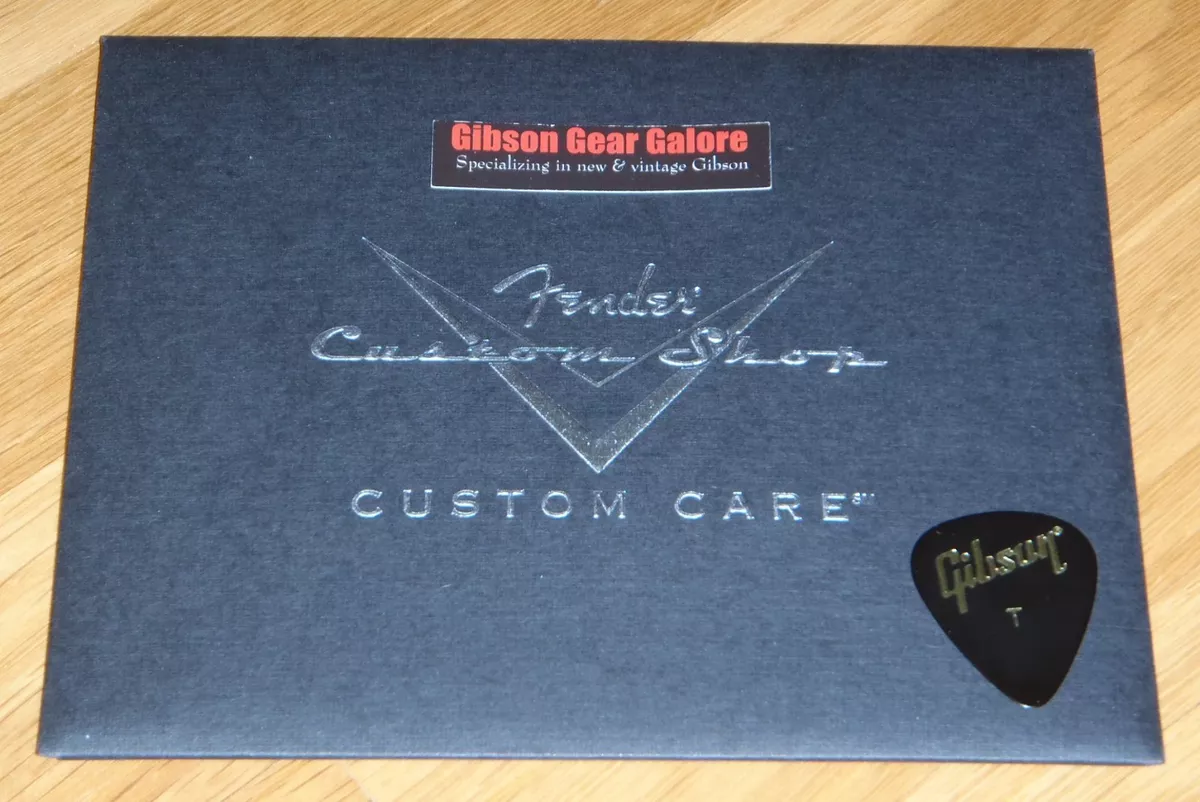 Gibson Gear Galore
Specializing in new & vintage Gibson
Fender®
Custom Shop
CUSTOM CARE℠
Gibson
T